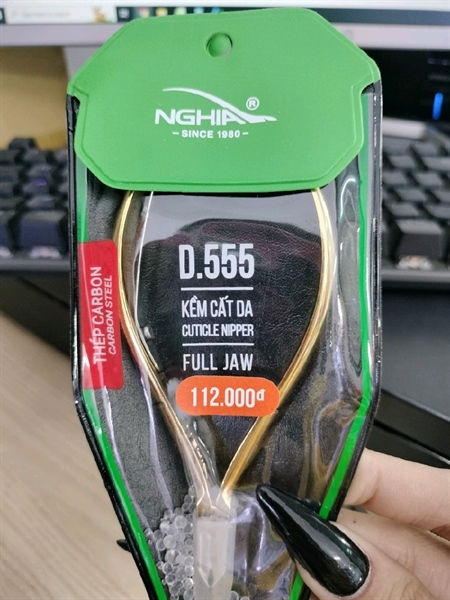 NGHIA®
– SINCE 1980 –
D.555
KỀM CẮT DA
CUTICLE NIPPER
FULL JAW
112.000đ
THÉP CARBON
CARBON STEEL